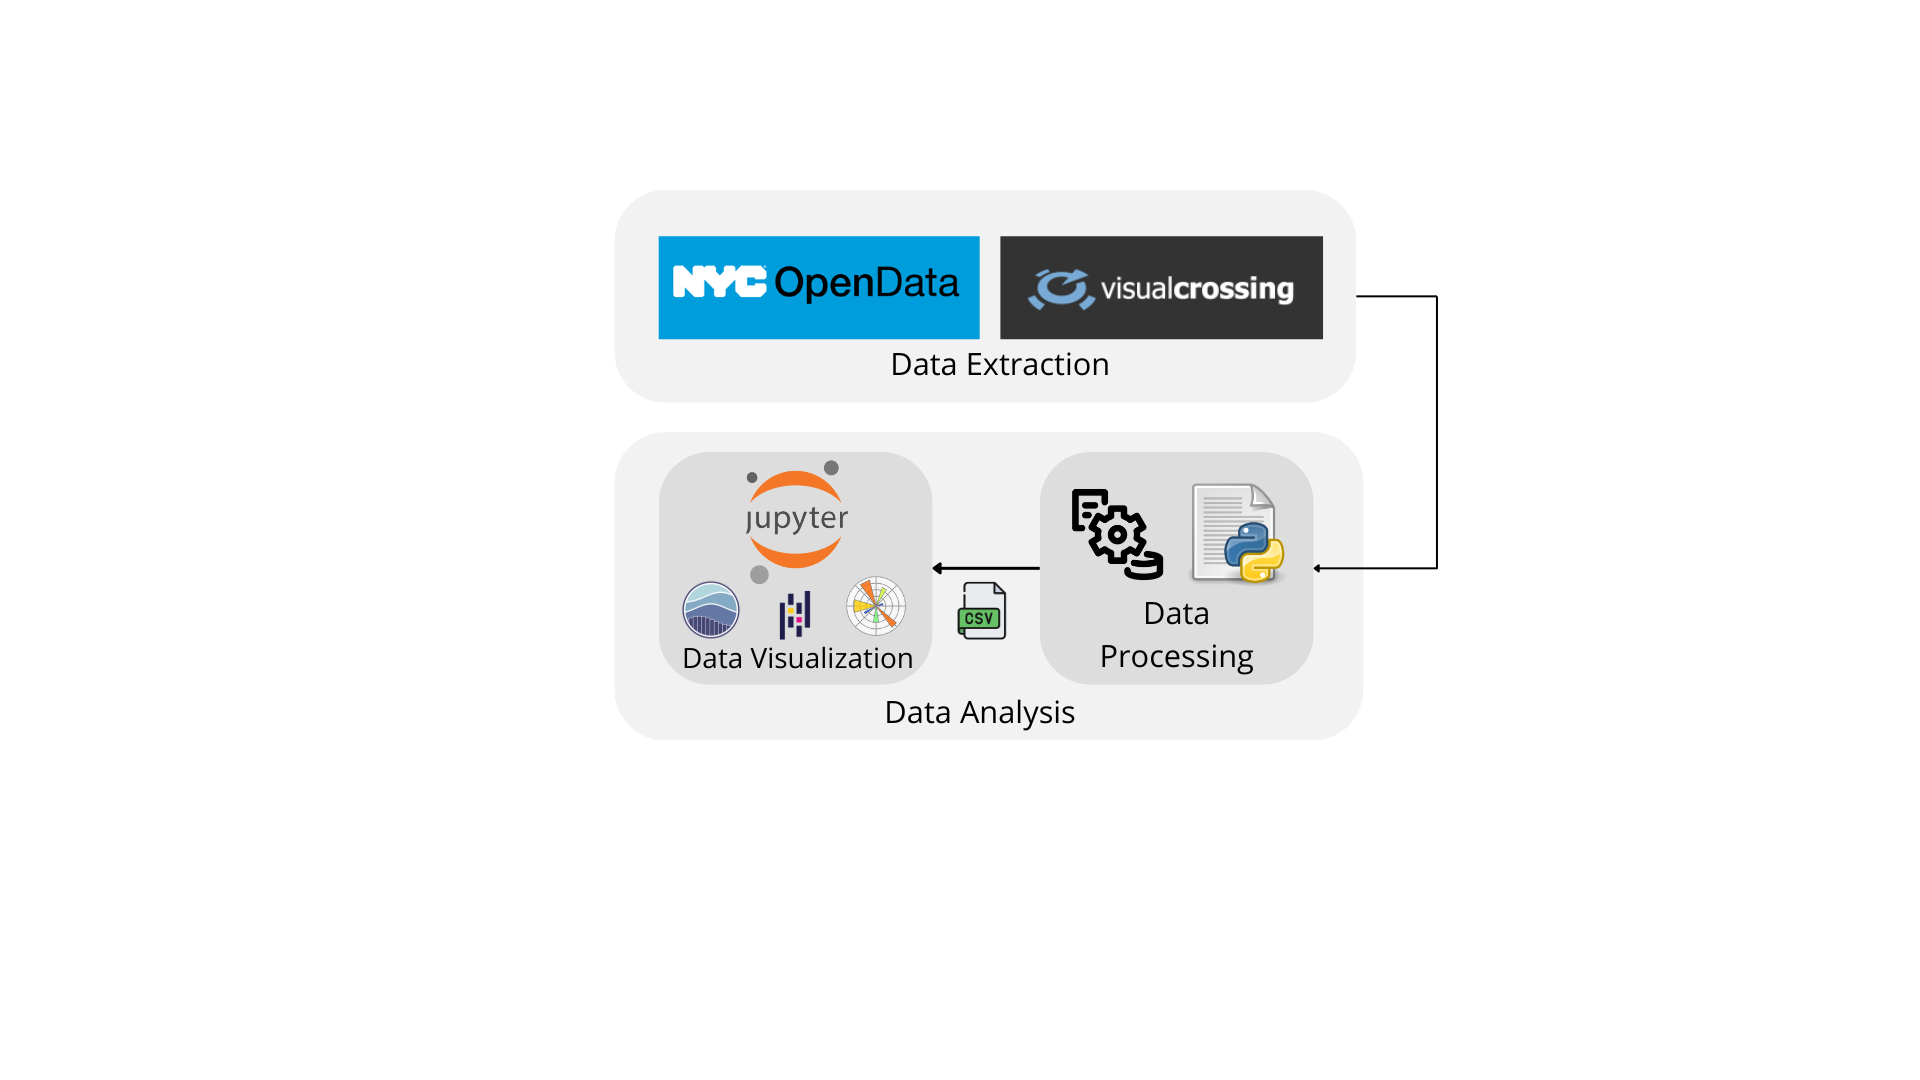 NYC OpenData
visualcrossing
Data Extraction
jupyter
CSV
Data Visualization
Data
Processing
Data Analysis